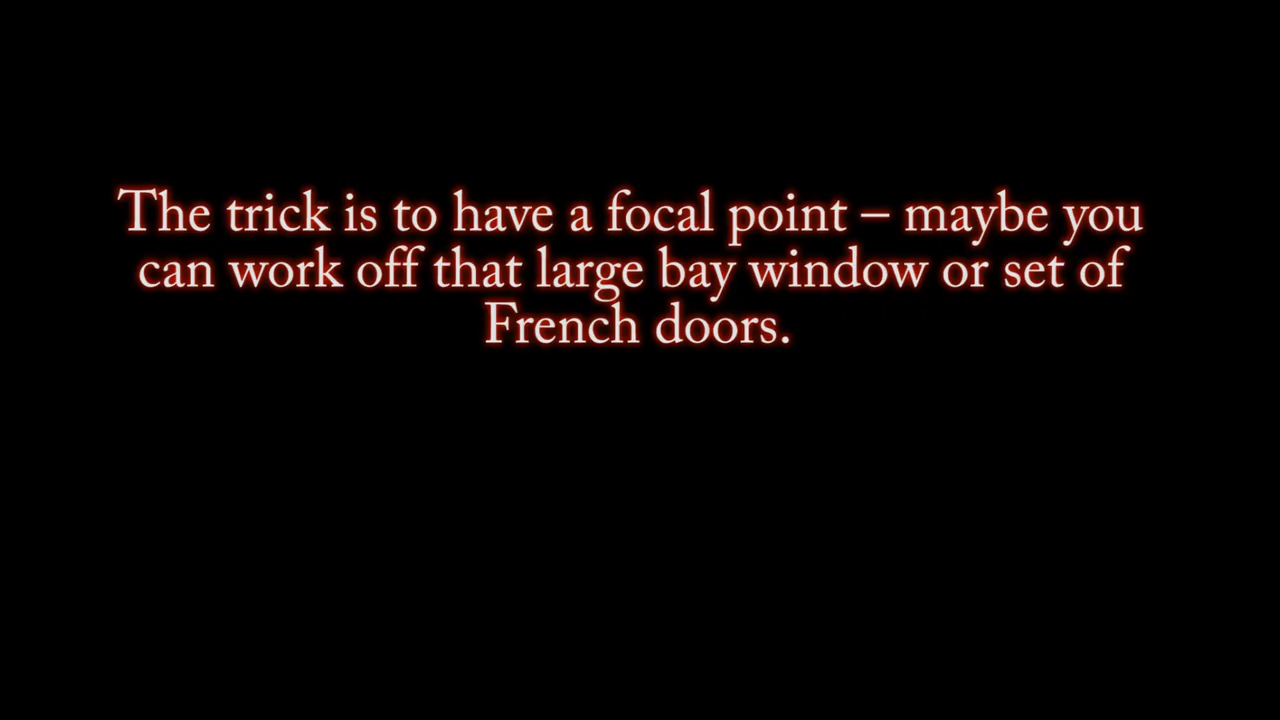 The trick is to have a focal point – maybe you
can work off that large bay window or set of
French doors.